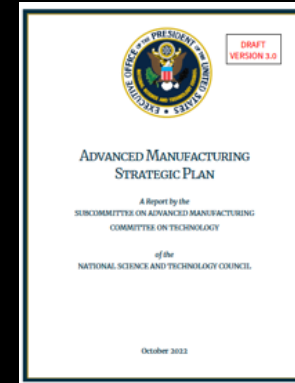 EXECUTIVE OFFICE OF THE PRESIDENT OF THE UNITED STATES
DRAFT
VERSION 3.0
ADVANCED MANUFACTURING
STRATEGIC PLAN
A Report by the
SUBCOMMITTEE ON ADVANCED MANUFACTURING
COMMITTEE ON TECHNOLOGY
of the
NATIONAL SCIENCE AND TECHNOLOGY COUNCIL
October 2022